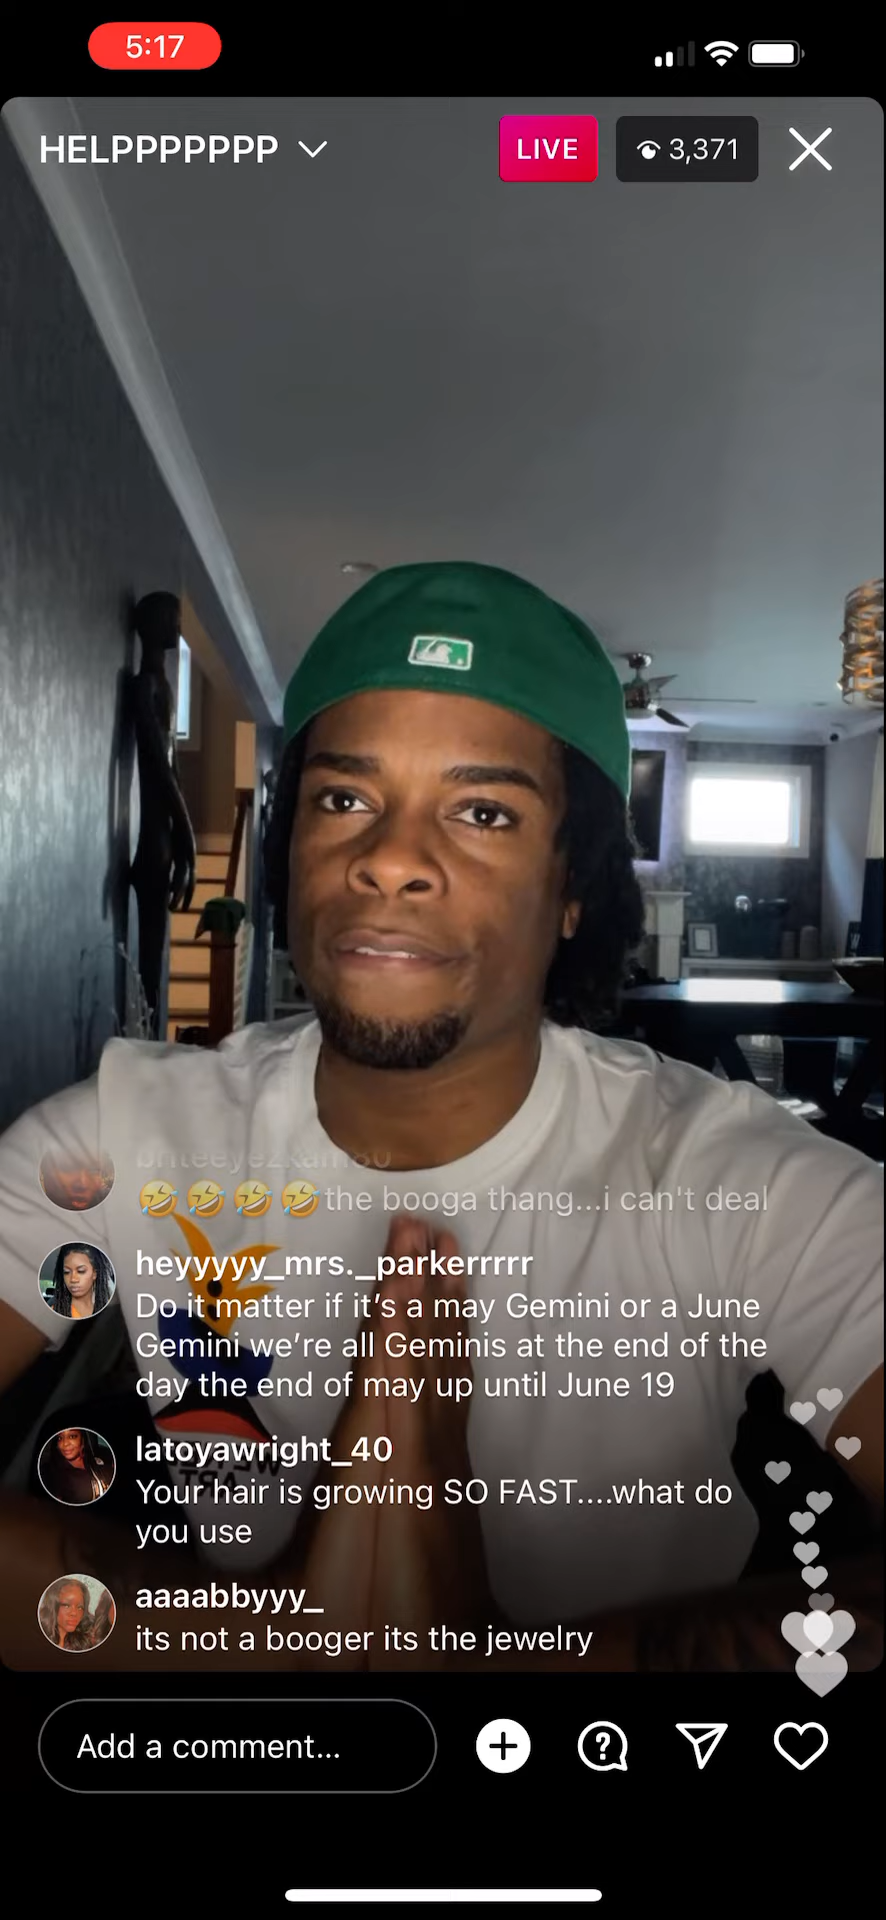 5:17
HELPPPPPPP
LIVE
3,371
🤣🤣🤣🤣the booga thang...i can't deal
heyyyyy_mrs._parkerrrrr
Do it matter if it’s a may Gemini or a June
Gemini we’re all Geminis at the end of the
day the end of may up until June 19
latoyawright_40
Your hair is growing SO FAST....what do
you use
aaaabbyyy_
its not a booger its the jewelry
Add a comment...